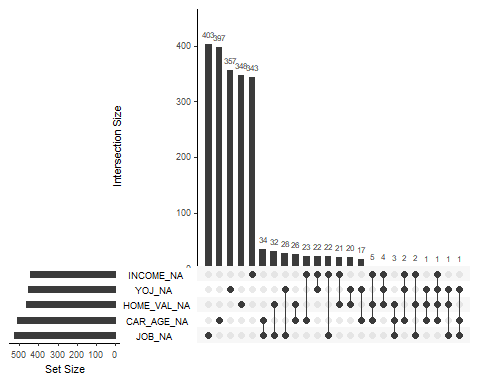 403 397 357 348 343 34 32 28 26 23 22 22 21 20 17 5 4 3 2 2 1 1 1 1
400
300
200
100
0
Intersection Size
INCOME_NA
YOJ_NA
HOME_VAL_NA
CAR_AGE_NA
JOB_NA
500 400 300 200 100 0
Set Size